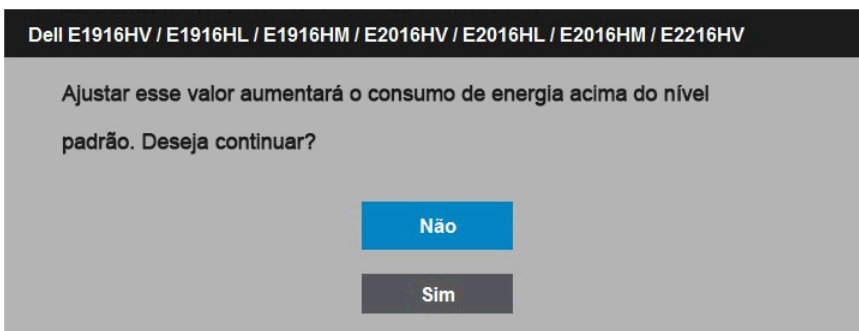 Dell E1916HV / E1916HL / E1916HM / E2016HV / E2016HL / E2016HM / E2216HV
Ajustar esse valor aumentará o consumo de energia acima do nível
padrão. Deseja continuar?
Não
Sim